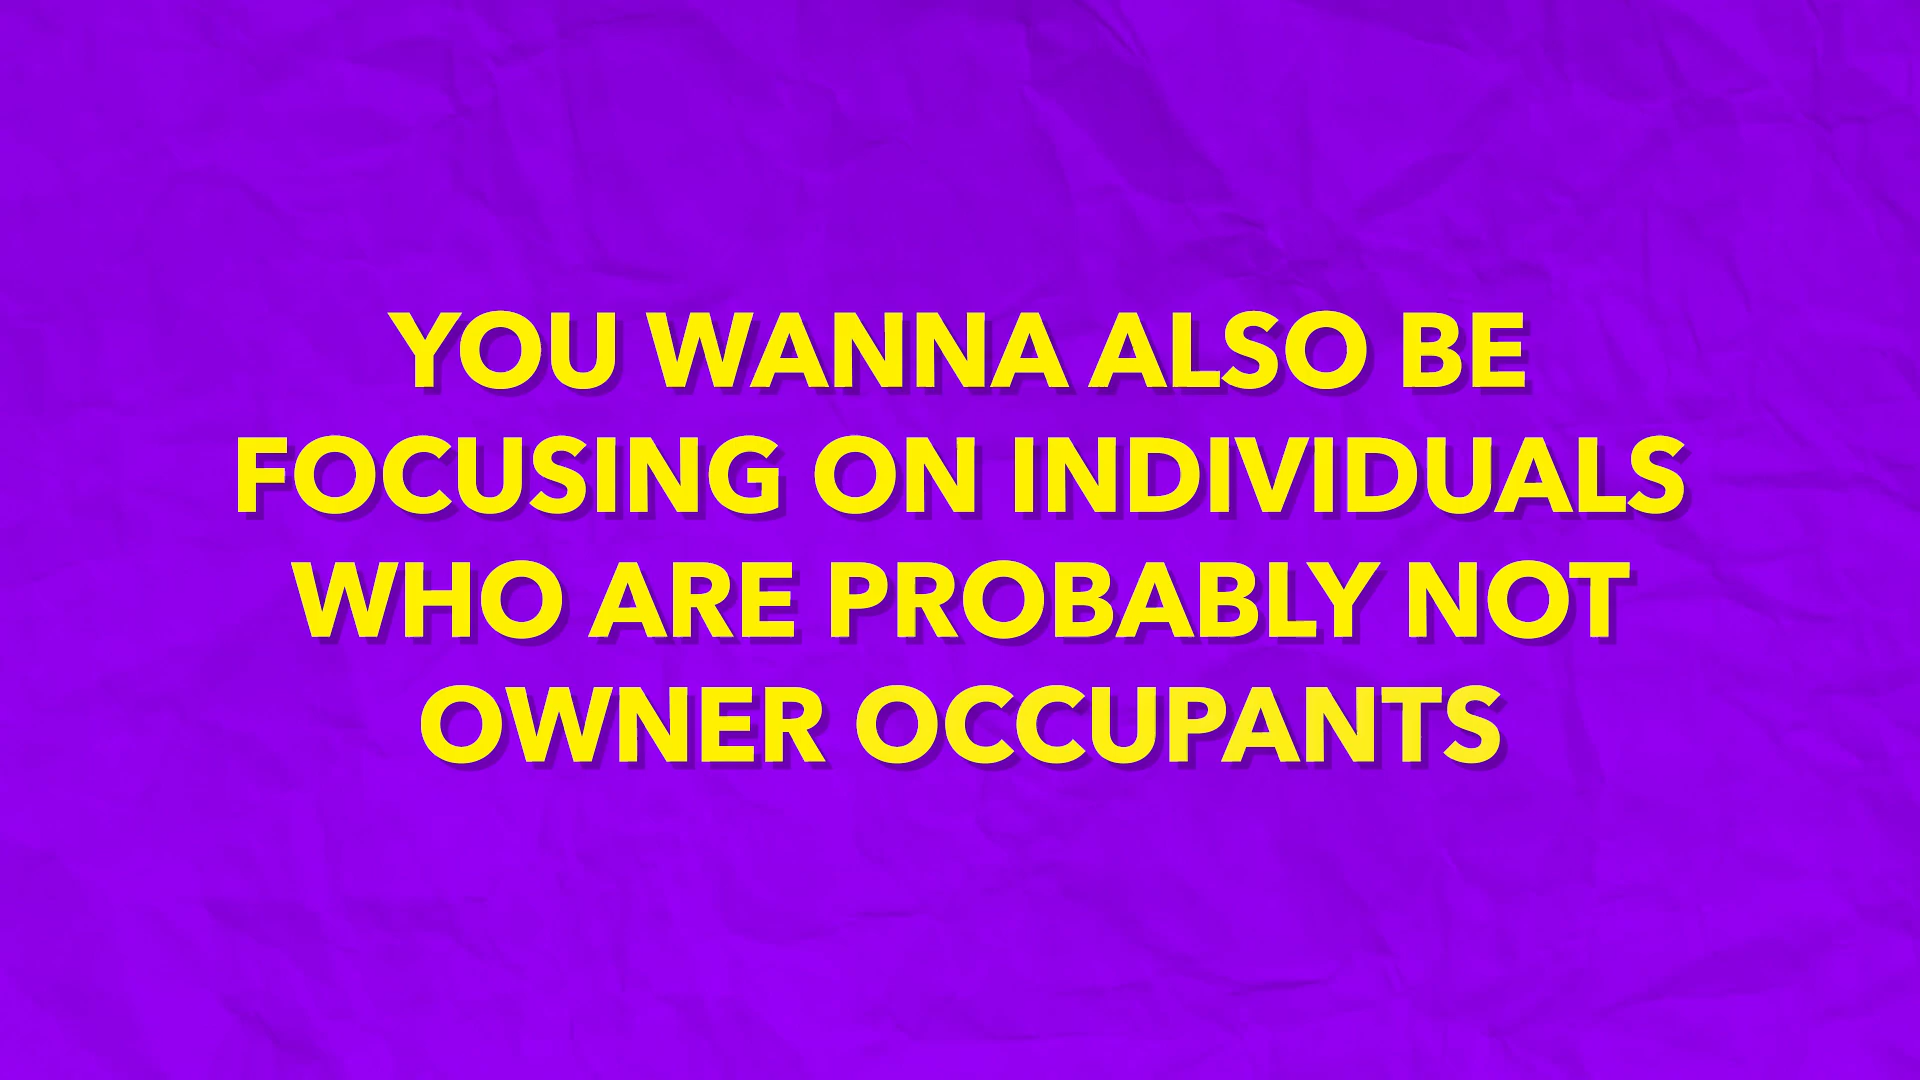 YOU WANNA ALSO BE
FOCUSING ON INDIVIDUALS
WHO ARE PROBABLY NOT
OWNER OCCUPANTS